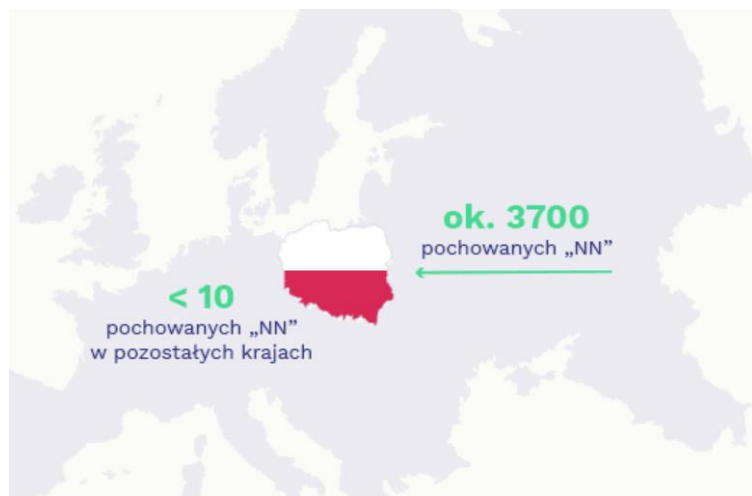 ok. 3700
pochowanych „NN”
< 10
pochowanych „NN”
w pozostałych krajach